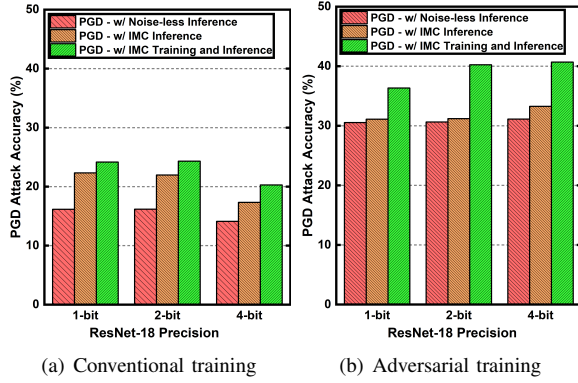 PGD - w/ Noise-less Inference
PGD - w/ IMC Inference
PGD - w/ IMC Training and Inference
PGD Attack Accuracy (%)
50
40
30
20
10
0
1-bit 2-bit 4-bit
ResNet-18 Precision
(a) Conventional training
PGD - w/ Noise-less Inference
PGD - w/ IMC Inference
PGD - w/ IMC Training and Inference
PGD Attack Accuracy (%)
50
40
30
20
10
0
1-bit 2-bit 4-bit
ResNet-18 Precision
(b) Adversarial training